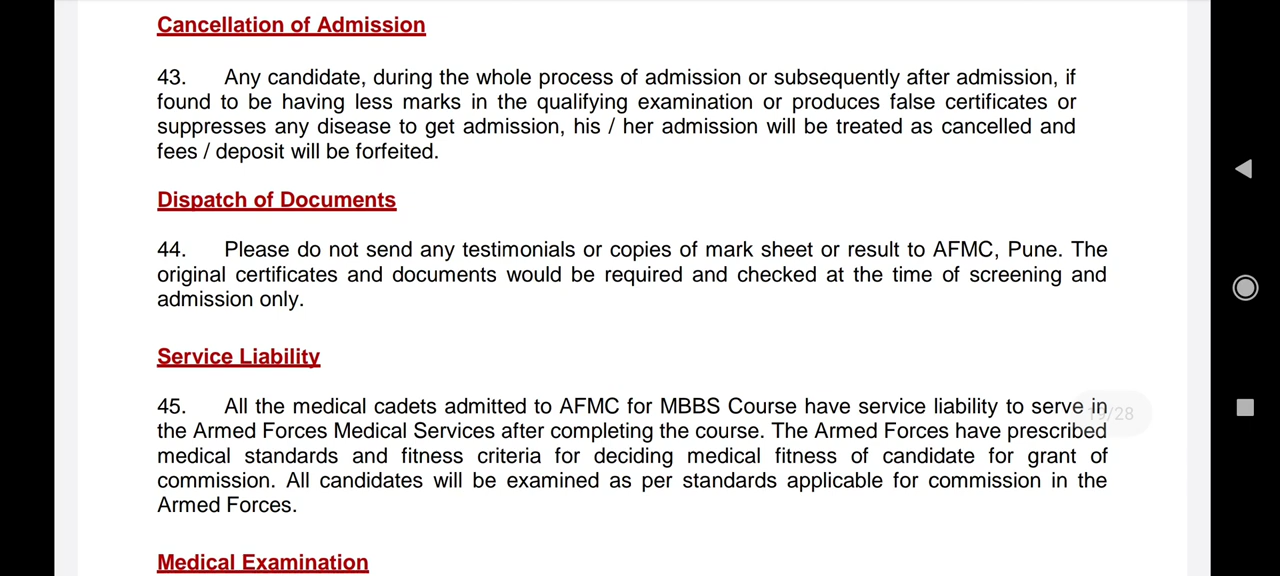 Cancellation of Admission
43. Any candidate, during the whole process of admission or subsequently after admission, if
found to be having less marks in the qualifying examination or produces false certificates or
suppresses any disease to get admission, his / her admission will be treated as cancelled and
fees / deposit will be forfeited.
Dispatch of Documents
44. Please do not send any testimonials or copies of mark sheet or result to AFMC, Pune. The
original certificates and documents would be required and checked at the time of screening and
admission only.
Service Liability
45. All the medical cadets admitted to AFMC for MBBS Course have service liability to serve in
19/28
the Armed Forces Medical Services after completing the course. The Armed Forces have prescribed
medical standards and fitness criteria for deciding medical fitness of candidate for grant of
commission. All candidates will be examined as per standards applicable for commission in the
Armed Forces.
Medical Examination